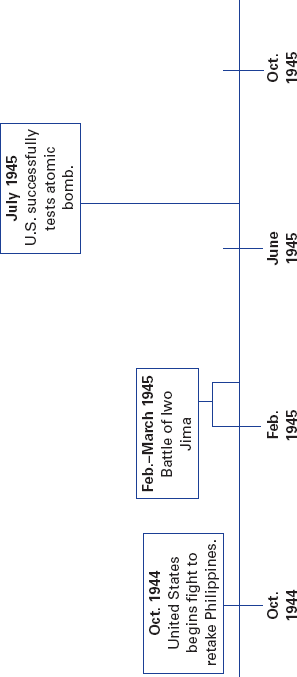 Oct. 1944
United States
begins fight to
retake Philippines.
Feb.–March 1945
Battle of Iwo
Jima
July 1945
U.S. successfully
tests atomic
bomb.
Oct.
1944
Feb.
1945
June
1945
Oct.
1945